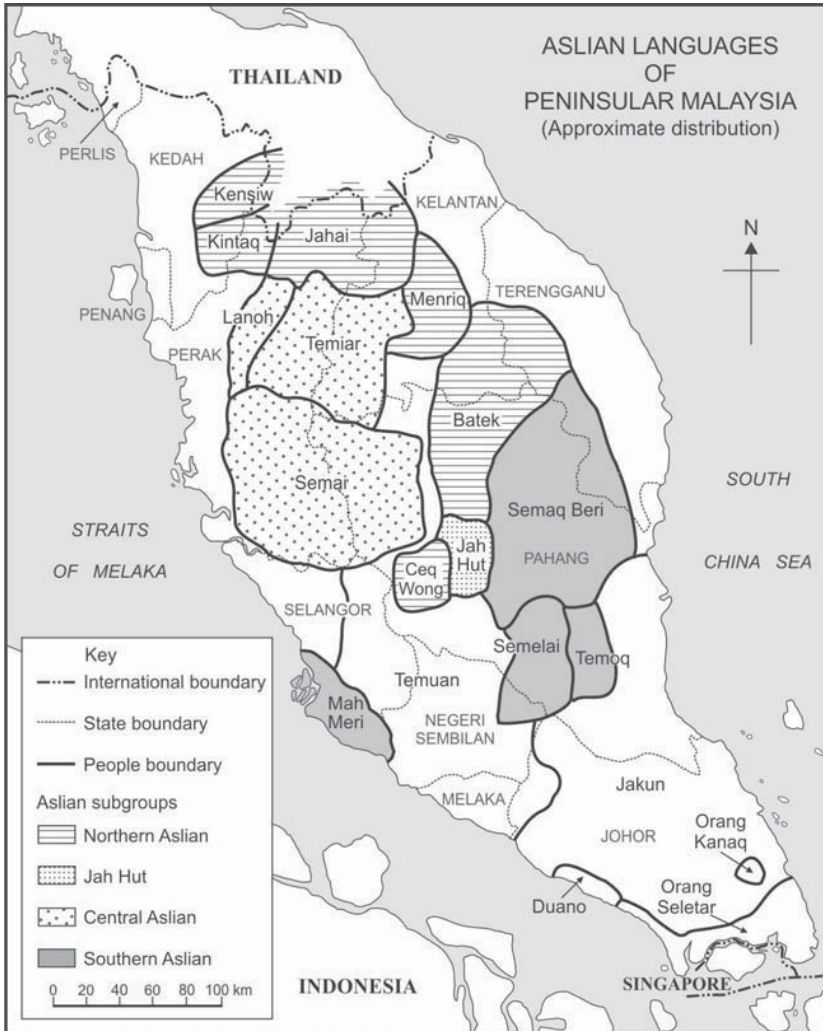 ASLIAN LANGUAGES
OF
PENINSULAR MALAYSIA
(Approximate distribution)
THAILAND
PERLIS
KEDAH
KELANTAN
Kensiw
Kintaq
Jahai
N
PENANG
Menriq
TERENGGANU
Lanoh
Temiar
PERAK
Batek
Semai
Semaq Beri
SOUTH
CHINA SEA
STRAITS
OF MELAKA
Jah
Hut
PAHANG
Ceq
Wong
SELANGOR
Semelai
Temoq
Temuan
Mah
Meri
NEGERI
SEMBILAN
MELAKA
Jakun
JOHOR
Orang
Kanaq
Orang
Seletar
Duano
SINGAPORE
INDONESIA
Key
International boundary
State boundary
People boundary
Aslian subgroups
Northern Aslian
Jah Hut
Central Aslian
Southern Aslian
0 20 40 60 80 100 km